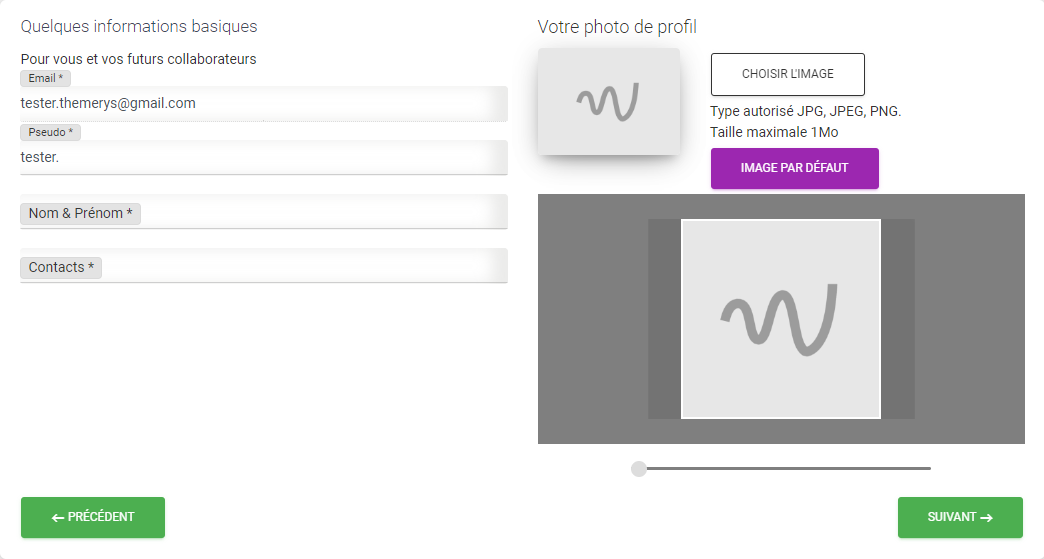 Quelques informations basiques
Pour vous et vos futurs collaborateurs
Email *
tester.themerys@gmail.com
Pseudo *
tester.
Nom & Prénom *
Contacts *
Votre photo de profil
CHOISIR L'IMAGE
Type autorisé JPG, JPEG, PNG.
Taille maximale 1Mo
IMAGE PAR DÉFAUT
← PRÉCÉDENT
SUIVANT →